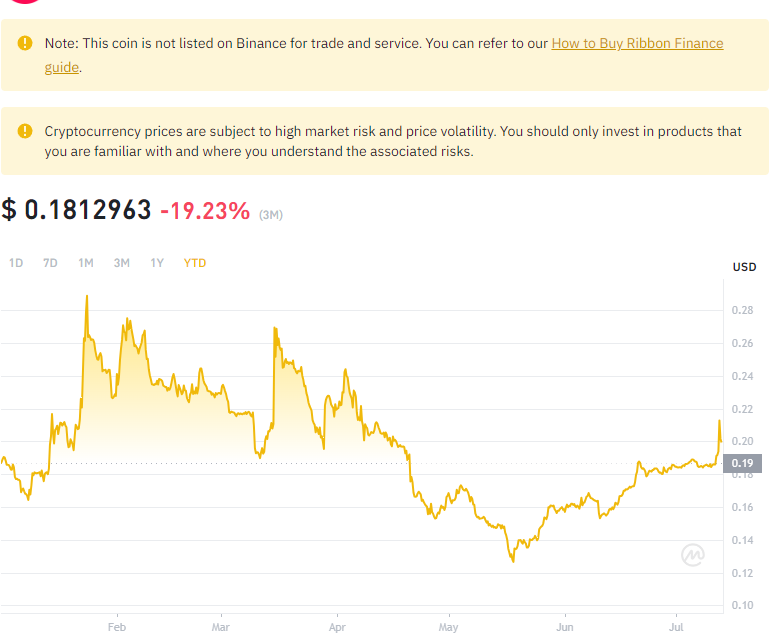 Note: This coin is not listed on Binance for trade and service. You can refer to our How to Buy Ribbon Finance
guide.
Cryptocurrency prices are subject to high market risk and price volatility. You should only invest in products that
you are familiar with and where you understand the associated risks.
$ 0.1812963 -19.23% (3M)
1D 7D 1M 3M 1Y YTD
USD
0.28
0.26
0.24
0.22
0.20
0.19
0.18
0.16
0.14
0.12
0.10
Feb Mar Apr May Jun Jul